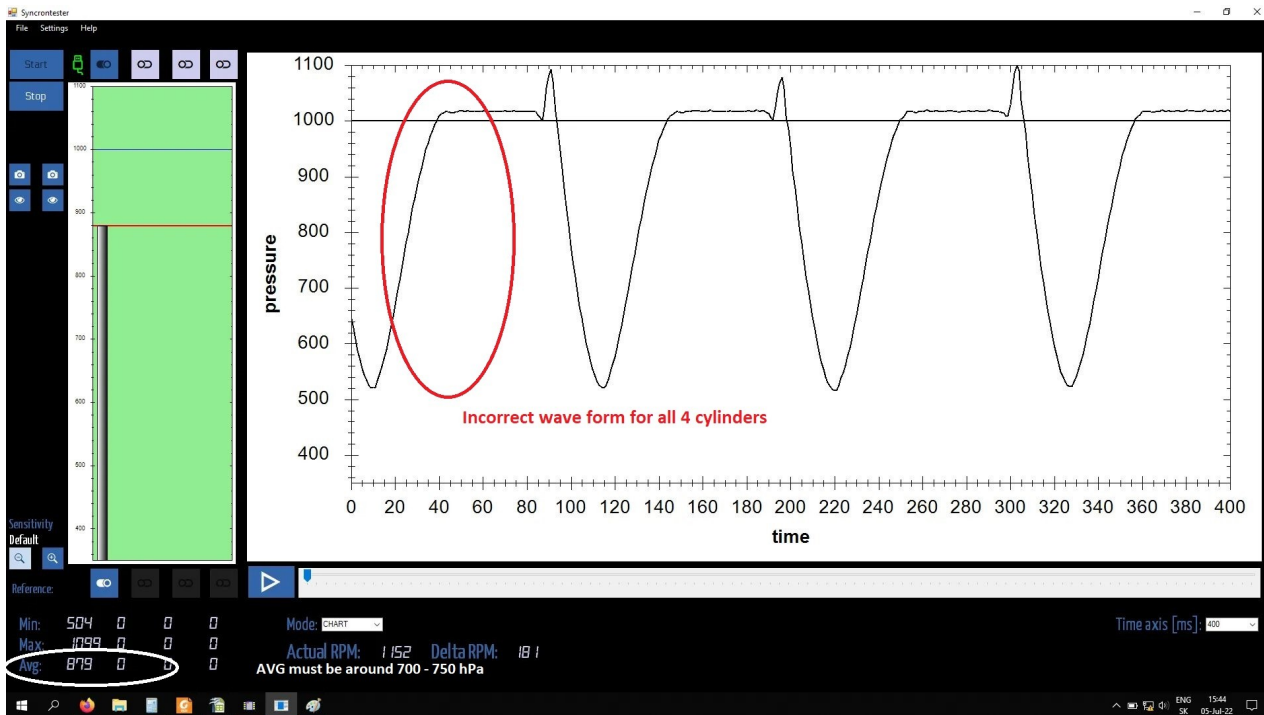 Syncrontester
File Settings Help
Start
Stop
1100
1000
900
800
700
600
500
400
1100
1000
900
800
700
600
500
400
pressure
Incorrect wave form for all 4 cylinders
0 20 40 60 80 100 120 140 160 180 200 220 240 260 280 300 320 340 360 380 400
time
Sensitivity
Default
Reference:
Min: 504 0 0 0
Max: 1099 0 0 0
Avg: 879 0 0 0
Mode: CHART
Actual RPM: 1152 Delta RPM: 181
AVG must be around 700 - 750 hPa
Time axis [ms]: 400
ENG 15:44
SK 05-Jul-22